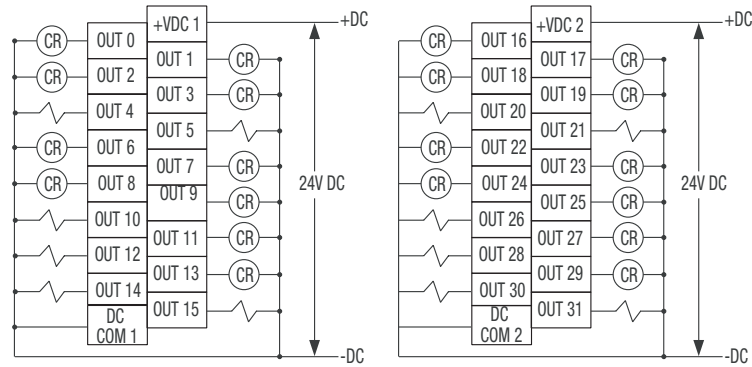 +VDC 1 +DC
CR OUT 0
OUT 1 CR
CR OUT 2
OUT 3 CR
OUT 4
OUT 5
CR OUT 6
OUT 7 CR
CR OUT 8 24V DC
OUT 9 CR
OUT 10
OUT 11 CR
OUT 12
OUT 13 CR
OUT 14
OUT 15
DC
COM 1
-DC
+VDC 2 +DC
CR OUT 16
OUT 17 CR
CR OUT 18
OUT 19 CR
OUT 20
OUT 21
CR OUT 22
OUT 23 CR
CR OUT 24 24V DC
OUT 25 CR
OUT 26
OUT 27 CR
OUT 28
OUT 29 CR
OUT 30
OUT 31
DC
COM 2
-DC